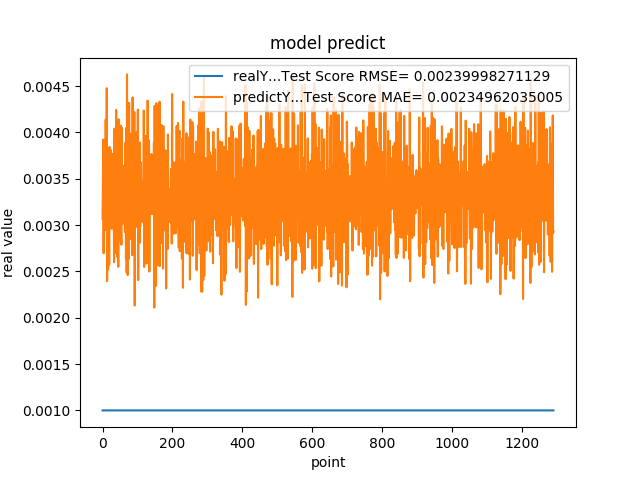 model predict
realY...Test Score RMSE= 0.00239998271129
predictY...Test Score MAE= 0.00234962035005
0.0045
0.0040
0.0035
0.0030
0.0025
0.0020
0.0015
0.0010
real value
0 200 400 600 800 1000 1200
point